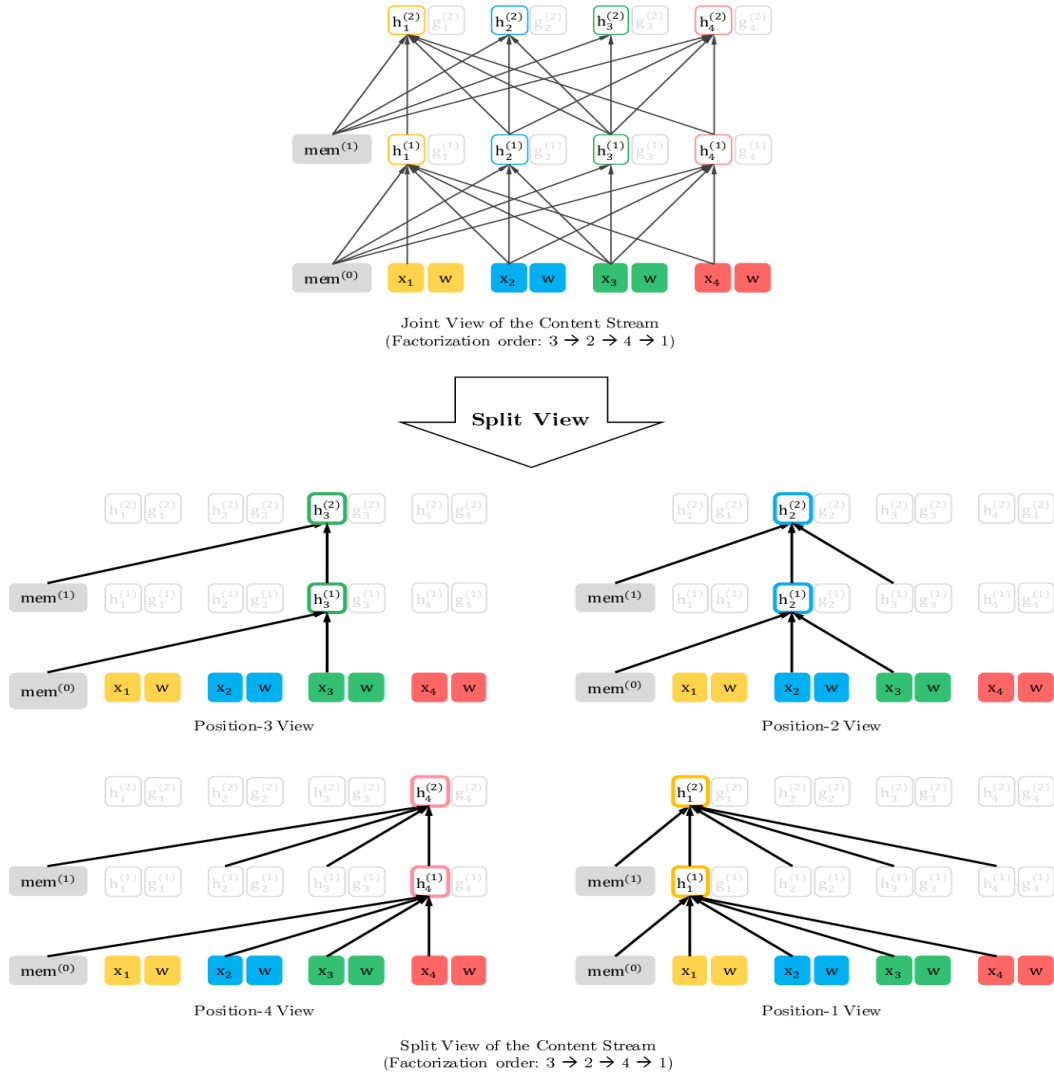 h₁⁽²⁾ g₁⁽²⁾ h₂⁽²⁾ g₂⁽²⁾ h₃⁽²⁾ g₃⁽²⁾ h₄⁽²⁾ g₄⁽²⁾
mem⁽¹⁾ h₁⁽¹⁾ g₁⁽¹⁾ h₂⁽¹⁾ g₂⁽¹⁾ h₃⁽¹⁾ g₃⁽¹⁾ h₄⁽¹⁾ g₄⁽¹⁾
mem⁽⁰⁾ x₁ w x₂ w x₃ w x₄ w
Joint View of the Content Stream
(Factorization order: 3 → 2 → 4 → 1)
Split View
h₁⁽²⁾ g₁⁽²⁾ h₂⁽²⁾ g₂⁽²⁾ h₃⁽²⁾ g₃⁽²⁾ h₄⁽²⁾ g₄⁽²⁾
mem⁽¹⁾ h₁⁽¹⁾ g₁⁽¹⁾ h₂⁽¹⁾ g₂⁽¹⁾ h₃⁽¹⁾ g₃⁽¹⁾ h₄⁽¹⁾ g₄⁽¹⁾
mem⁽⁰⁾ x₁ w x₂ w x₃ w x₄ w
Position-3 View
h₁⁽²⁾ g₁⁽²⁾ h₂⁽²⁾ g₂⁽²⁾ h₃⁽²⁾ g₃⁽²⁾ h₄⁽²⁾ g₄⁽²⁾
mem⁽¹⁾ h₁⁽¹⁾ h₁⁽¹⁾ h₂⁽¹⁾ g₂⁽¹⁾ h₃⁽¹⁾ g₃⁽¹⁾ h₄⁽¹⁾ g₄⁽¹⁾
mem⁽⁰⁾ x₁ w x₂ w x₃ w x₄ w
Position-2 View
h₁⁽²⁾ g₁⁽²⁾ h₂⁽²⁾ g₂⁽²⁾ h₃⁽²⁾ g₃⁽²⁾ h₄⁽²⁾ g₄⁽²⁾
mem⁽¹⁾ h₁⁽¹⁾ g₁⁽¹⁾ h₂⁽¹⁾ g₂⁽¹⁾ h₃⁽¹⁾ g₃⁽¹⁾ h₄⁽¹⁾ g₄⁽¹⁾
mem⁽⁰⁾ x₁ w x₂ w x₃ w x₄ w
Position-4 View
h₁⁽²⁾ g₁⁽²⁾ h₂⁽²⁾ g₂⁽²⁾ h₃⁽²⁾ g₃⁽²⁾ h₄⁽²⁾ g₄⁽²⁾
mem⁽¹⁾ h₁⁽¹⁾ g₁⁽¹⁾ h₂⁽¹⁾ g₂⁽¹⁾ h₃⁽¹⁾ g₃⁽¹⁾ h₄⁽¹⁾ g₄⁽¹⁾
mem⁽⁰⁾ x₁ w x₂ w x₃ w x₄ w
Position-1 View
Split View of the Content Stream
(Factorization order: 3 → 2 → 4 → 1)